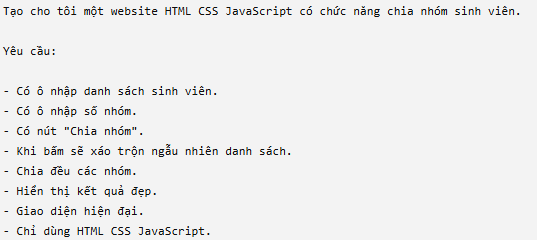 Tạo cho tôi một website HTML CSS JavaScript có chức năng chia nhóm sinh viên.
Yêu cầu:
- Có ô nhập danh sách sinh viên.
- Có ô nhập số nhóm.
- Có nút "Chia nhóm".
- Khi bấm sẽ xáo trộn ngẫu nhiên danh sách.
- Chia đều các nhóm.
- Hiển thị kết quả đẹp.
- Giao diện hiện đại.
- Chỉ dùng HTML CSS JavaScript.